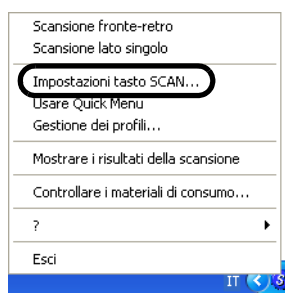 Scansione fronte-retro
Scansione lato singolo
Impostazioni tasto SCAN...
Usare Quick Menu
Gestione dei profili...
Mostrare i risultati della scansione
Controllare i materiali di consumo...
?
Esci
IT
S